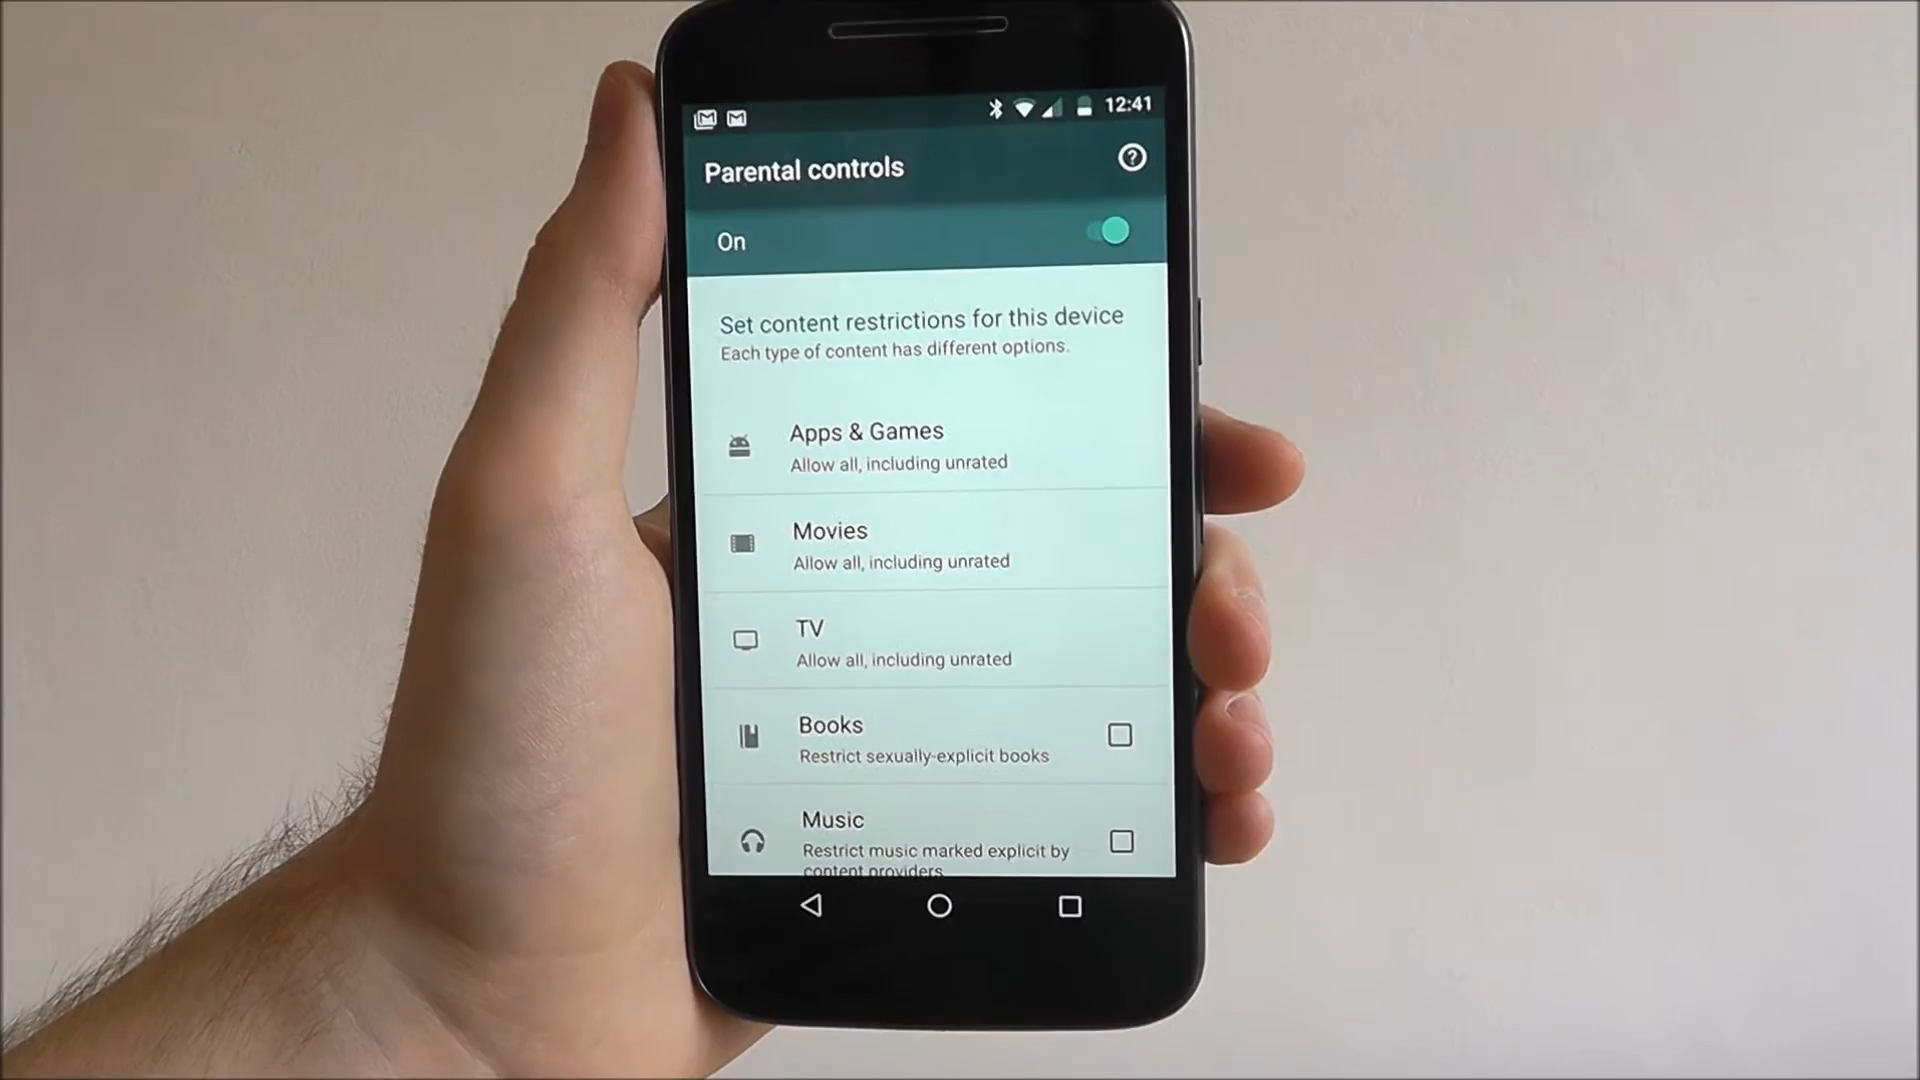 12:41
Parental controls
On
Set content restrictions for this device
Each type of content has different options.
Apps & Games
Allow all, including unrated
Movies
Allow all, including unrated
TV
Allow all, including unrated
Books
Restrict sexually-explicit books
Music
Restrict music marked explicit by
content providers